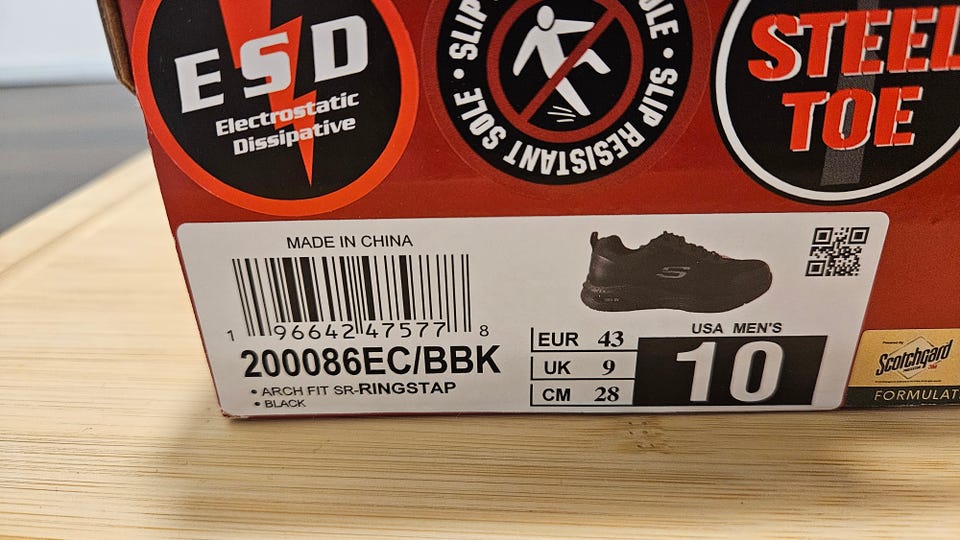 ESD
Electrostatic
Dissipative
SLIP RESISTANT SOLE
STEEL
TOE
MADE IN CHINA
1 96642 47577 8
200086EC/BBK
• ARCH FIT SR-RINGSTAP
• BLACK
EUR 43
UK 9
CM 28
USA MEN'S
10
Scotchgard
3M